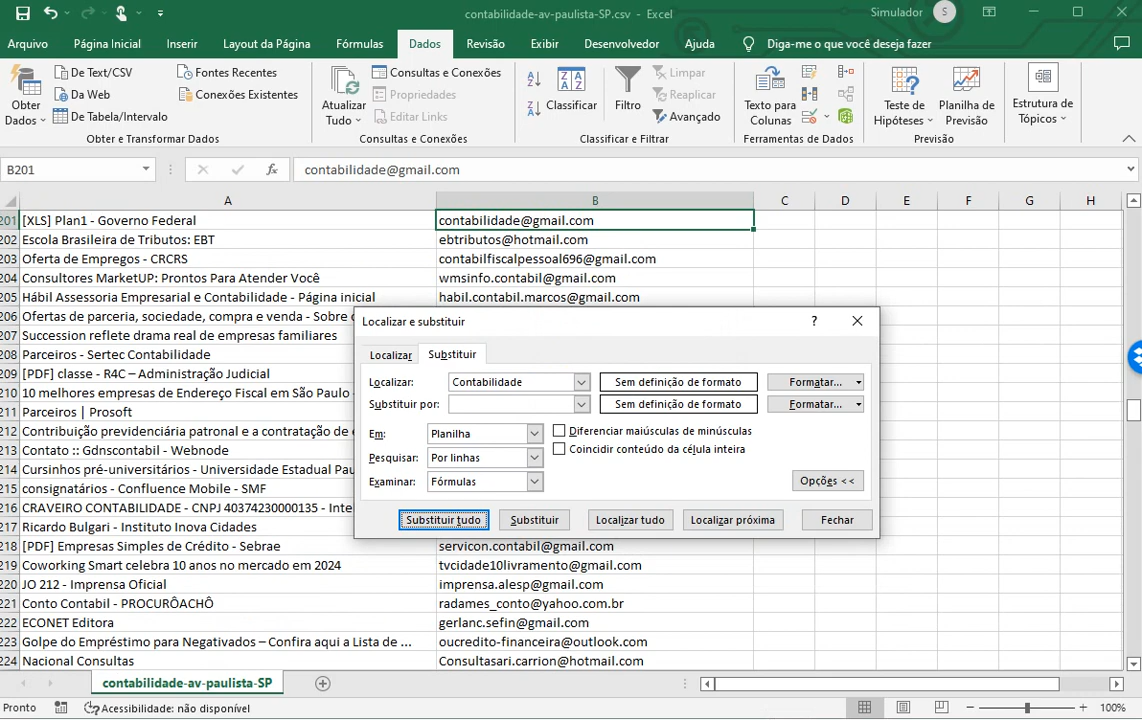 contabilidade-av-paulista-SP.csv - Excel
Simulador S
Arquivo Página Inicial Inserir Layout da Página Fórmulas Dados Revisão Exibir Desenvolvedor Ajuda Diga-me o que você deseja fazer
Obter Dados
De Text/CSV
Da Web
De Tabela/Intervalo
Fontes Recentes
Conexões Existentes
Obter e Transformar Dados
Atualizar Tudo
Consultas e Conexões
Propriedades
Editar Links
Consultas e Conexões
Classificar
Filtro
Limpar
Reaplicar
Avançado
Classificar e Filtrar
Texto para Colunas
Ferramentas de Dados
Teste de Hipóteses
Planilha de Previsão
Previsão
Estrutura de Tópicos
B201 fx contabilidade@gmail.com
A B C D E F G H
201 [XLS] Plan1 - Governo Federal contabilidade@gmail.com
202 Escola Brasileira de Tributos: EBT ebtributos@hotmail.com
203 Oferta de Empregos - CRCRS contabilfiscalpessoal696@gmail.com
204 Consultores MarketUP: Prontos Para Atender Você wmsinfo.contabil@gmail.com
205 Hábil Assessoria Empresarial e Contabilidade - Página inicial habil.contabil.marcos@gmail.com
206 Ofertas de parceria, sociedade, compra e venda - Sobre
207 Succession reflete drama real de empresas familiares
208 Parceiros - Sertec Contabilidade
209 [PDF] classe - R4C – Administração Judicial
210 10 melhores empresas de Endereço Fiscal em São Paulo -
211 Parceiros | Prosoft
212 Contribuição previdenciária patronal e a contratação de
213 Contato :: Gdnscontabil - Webnode
214 Cursinhos pré-universitários - Universidade Estadual Pau
215 consignatários - Confluence Mobile - SMF
216 CRAVEIRO CONTABILIDADE - CNPJ 40374230000135 - Inte
217 Ricardo Bulgari - Instituto Inova Cidades
218 [PDF] Empresas Simples de Crédito - Sebrae servicon.contabil@gmail.com
219 Coworking Smart celebra 10 anos no mercado em 2024 tvcidade10livramento@gmail.com
220 JO 212 - Imprensa Oficial imprensa.alesp@gmail.com
221 Conto Contabil - PROCURÔACHÔ radames_conto@yahoo.com.br
222 ECONET Editora gerlanc.sefin@gmail.com
223 Golpe do Empréstimo para Negativados – Confira aqui a Lista de ... oucredito-financeira@outlook.com
224 Nacional Consultas Consultasari.carrion@hotmail.com
Localizar e substituir ?
Localizar Substituir
Localizar: Contabilidade Sem definição de formato Formatar...
Substituir por: Sem definição de formato Formatar...
Em: Planilha Diferenciar maiúsculas de minúsculas
Pesquisar: Por linhas Coincidir conteúdo da célula inteira
Examinar: Fórmulas Opções <<
Substituir tudo Substituir Localizar tudo Localizar próxima Fechar
contabilidade-av-paulista-SP
Pronto Acessibilidade: não disponível 100%